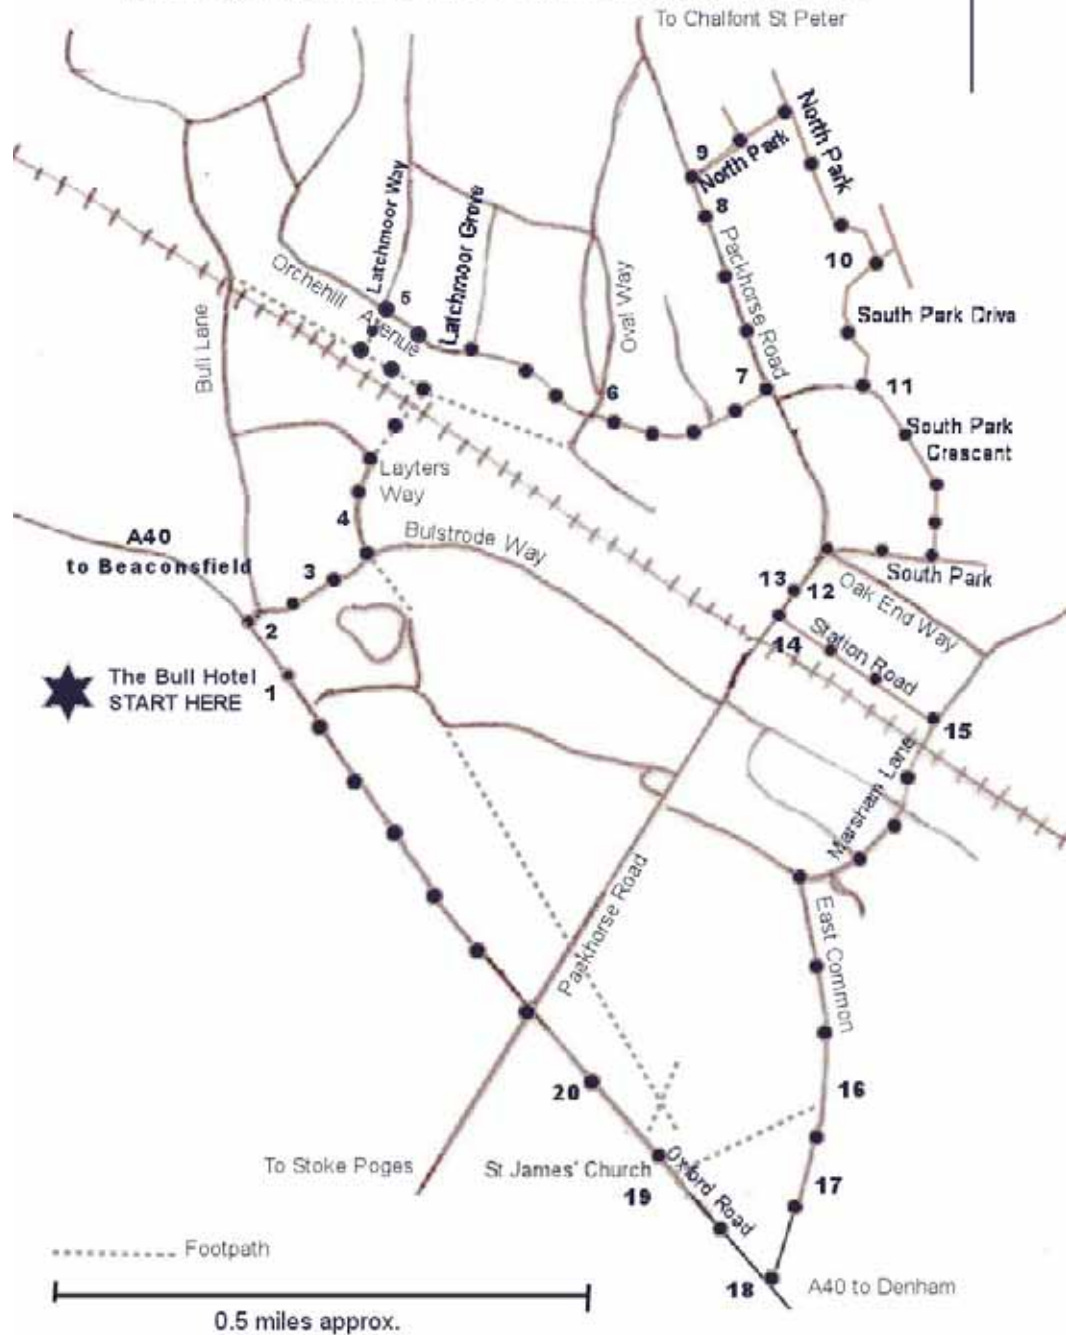 To Chalfont St Peter
North Park
9
North Park
8
Packhorse Road
10
Latchmoor Way
Latchmoor Grove
Oval Way
Orchehill
Avenue
5
Bull Lane
South Park Drive
6
7
11
South Park
Crescent
Layters
Way
4
Bulstrode Way
A40
to Beaconsfield
3
13
12
South Park
Oak End Way
2
14
Station Road
The Bull Hotel
START HERE
1
15
Marsham Lane
Packhorse Road
East Common
20
16
To Stoke Poges
St James' Church
Oxford Road
19
17
Footpath
18
A40 to Denham
0.5 miles approx.